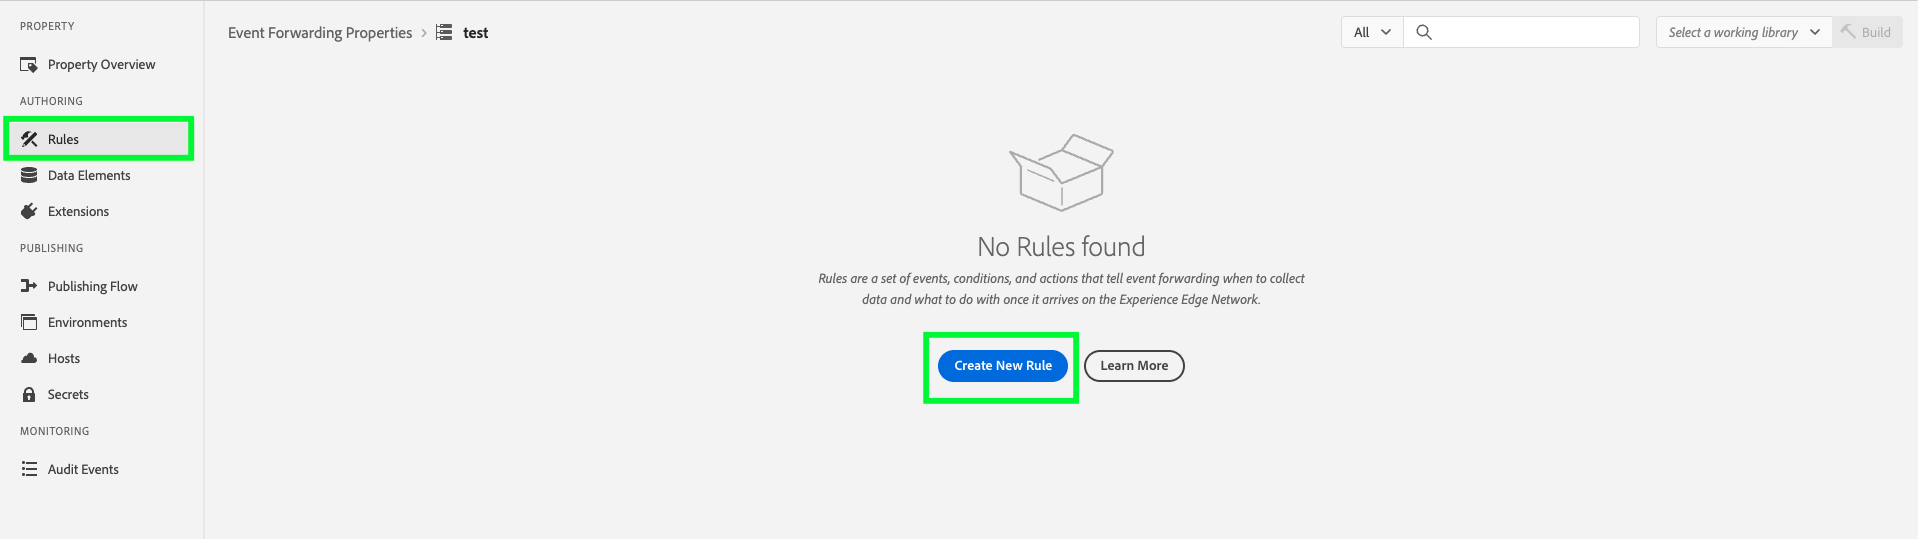 PROPERTY
Property Overview
AUTHORING
Rules
Data Elements
Extensions
PUBLISHING
Publishing Flow
Environments
Hosts
Secrets
MONITORING
Audit Events
Event Forwarding Properties > test
All
Select a working library
Build
No Rules found
Rules are a set of events, conditions, and actions that tell event forwarding when to collect
data and what to do with once it arrives on the Experience Edge Network.
Create New Rule
Learn More